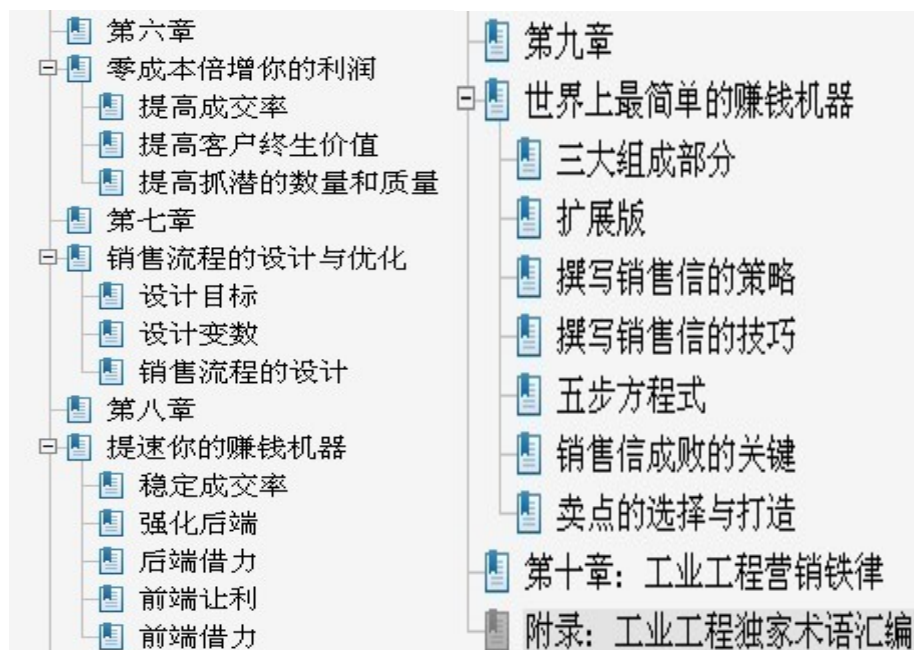 第六章
零成本倍增你的利润
提高成交率
提高客户终生价值
提高抓潜的数量和质量
第七章
销售流程的设计与优化
设计目标
设计变数
销售流程的设计
第八章
提速你的赚钱机器
稳定成交率
强化后端
后端借力
前端让利
前端借力
第九章
世界上最简单的赚钱机器
三大组成部分
扩展版
撰写销售信的策略
撰写销售信的技巧
五步方程式
销售信成败的关键
卖点的选择与打造
第十章：工业工程营销铁律
附录：工业工程独家术语汇编